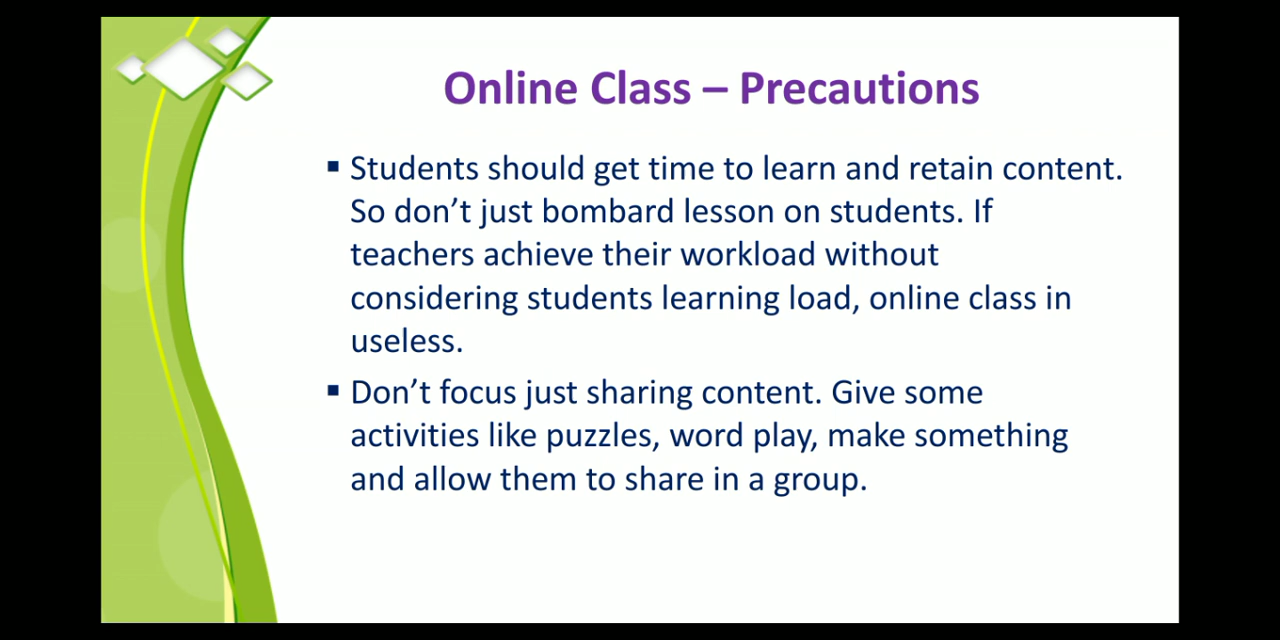 Online Class – Precautions
▪ Students should get time to learn and retain content.
So don’t just bombard lesson on students. If
teachers achieve their workload without
considering students learning load, online class in
useless.
▪ Don’t focus just sharing content. Give some
activities like puzzles, word play, make something
and allow them to share in a group.